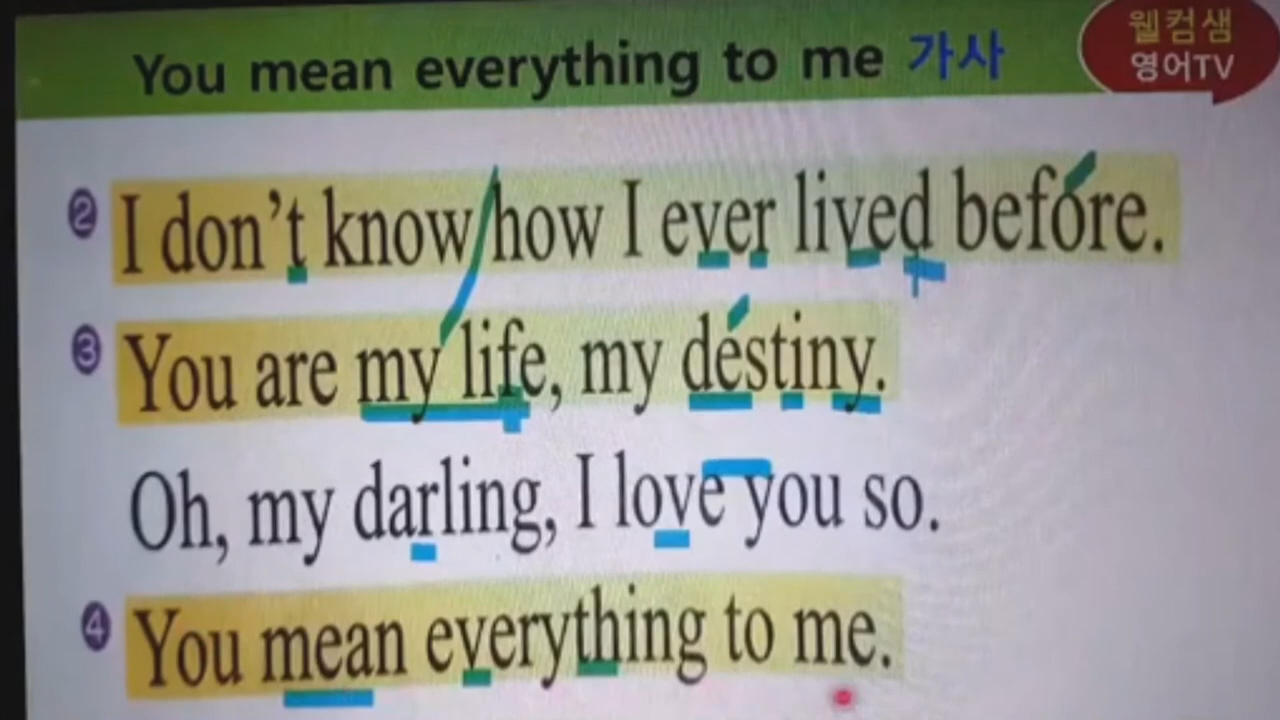 You mean everything to me 가사
웰컴샘
영어TV
② I don't know how I ever lived before.
③ You are my life, my destiny.
Oh, my darling, I love you so.
④ You mean everything to me.